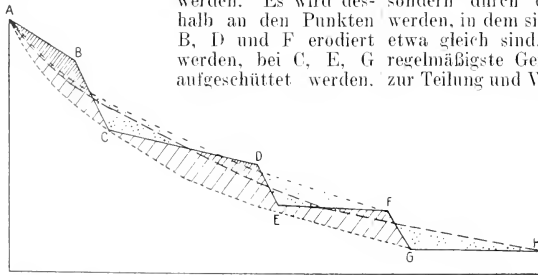 werden. Es wird des-
halb an den Punkten
B, D und F erodiert
werden, bei C, E, G
aufgeschüttet werden.
sondern durch
werden, in dem si
etwa gleich sind.
regelmäßigste Ge
zur Teilung und V
A
B
C
D
E
F
G
H